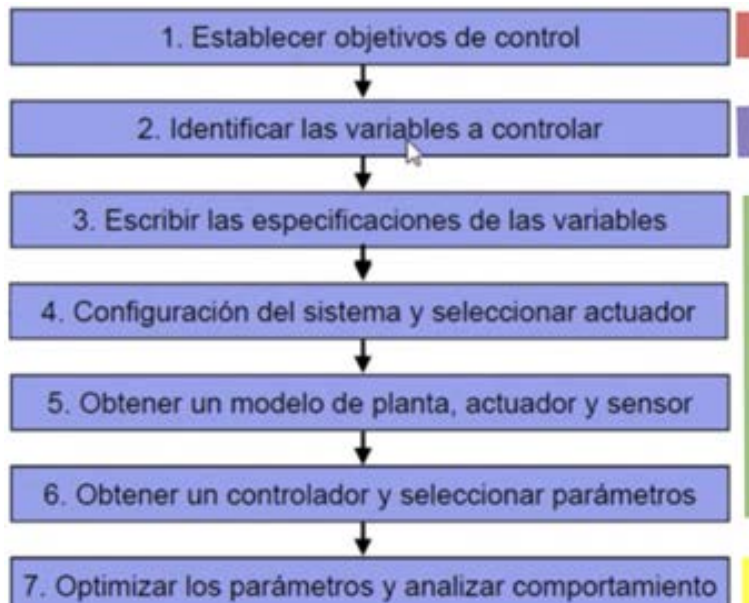 1. Establecer objetivos de control
2. Identificar las variables a controlar
3. Escribir las especificaciones de las variables
4. Configuración del sistema y seleccionar actuador
5. Obtener un modelo de planta, actuador y sensor
6. Obtener un controlador y seleccionar parámetros
7. Optimizar los parámetros y analizar comportamiento